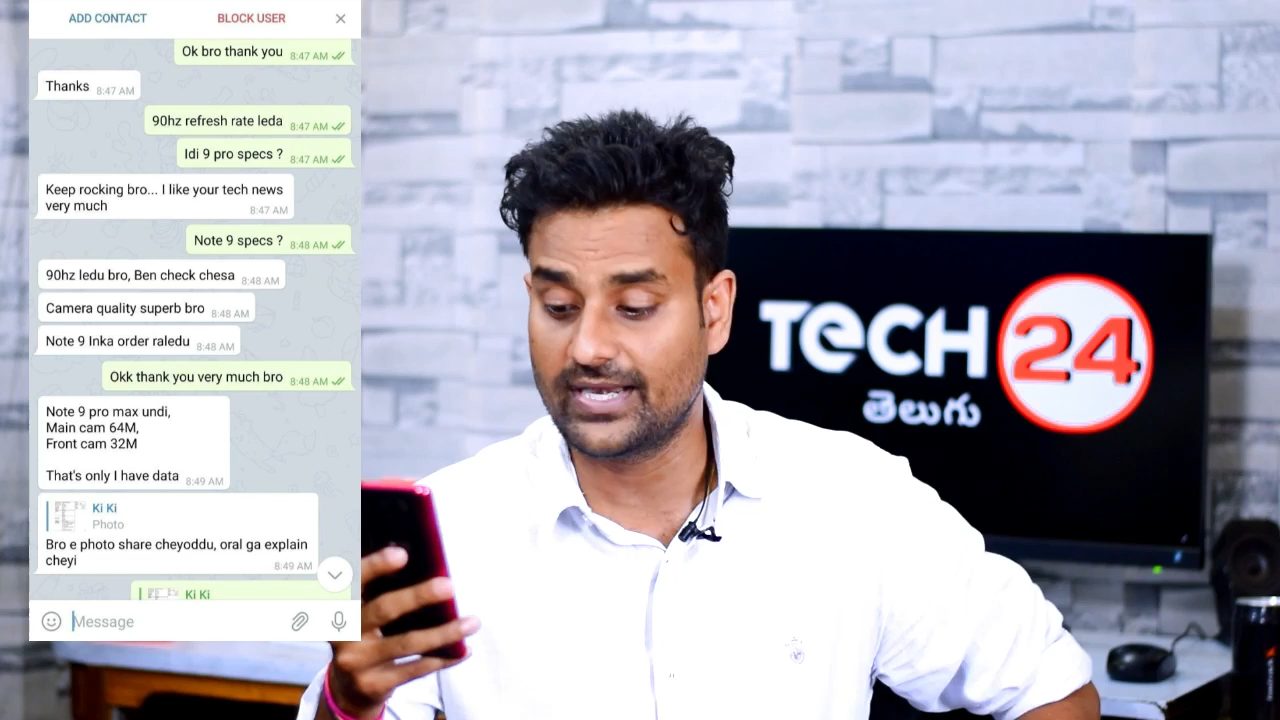 ADD CONTACT BLOCK USER
Ok bro thank you 8:47 AM
Thanks 8:47 AM
90hz refresh rate leda 8:47 AM
Idi 9 pro specs ? 8:47 AM
Keep rocking bro... I like your tech news
very much 8:47 AM
Note 9 specs ? 8:48 AM
90hz ledu bro, Ben check chesa 8:48 AM
Camera quality superb bro 8:48 AM
Note 9 Inka order raledu 8:48 AM
Okk thank you very much bro 8:48 AM
Note 9 pro max undi,
Main cam 64M,
Front cam 32M
That's only I have data 8:49 AM
Ki Ki
Photo
Bro e photo share cheyoddu, oral ga explain
cheyi 8:49 AM
Ki Ki
Message
TECH 24
తెలుగు